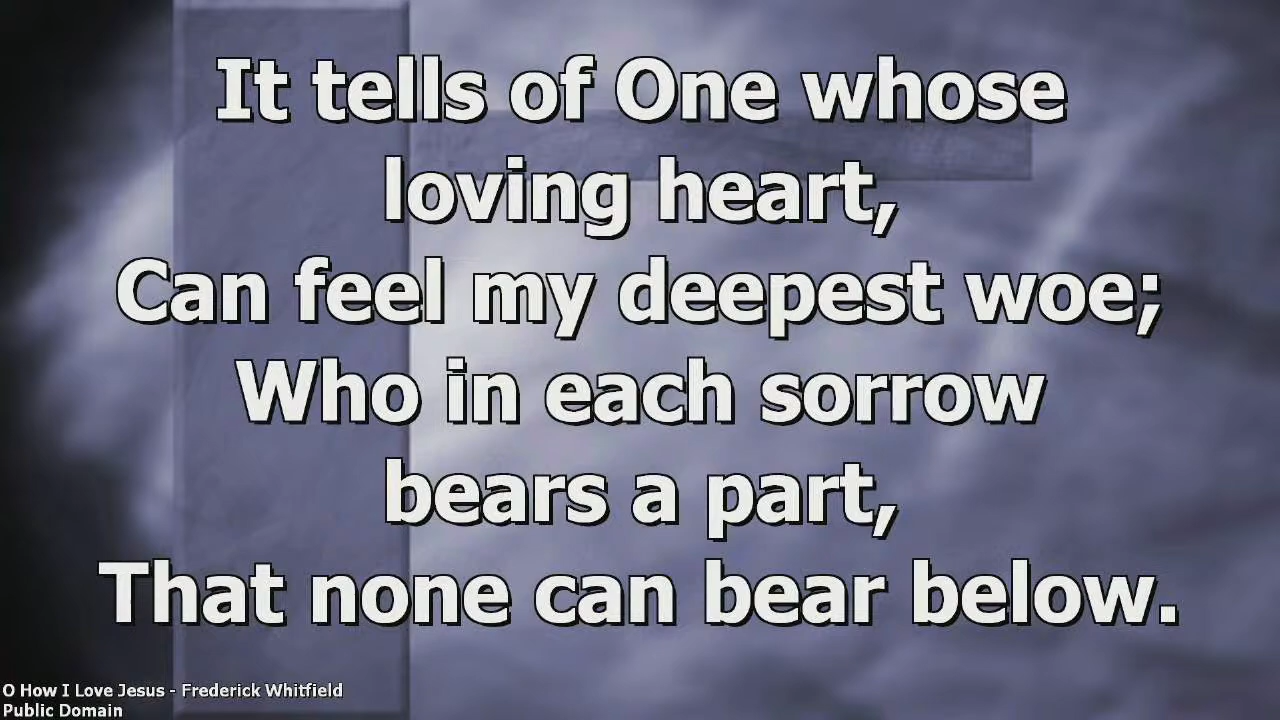 It tells of One whose
loving heart,
Can feel my deepest woe;
Who in each sorrow
bears a part,
That none can bear below.
O How I Love Jesus - Frederick Whitfield
Public Domain